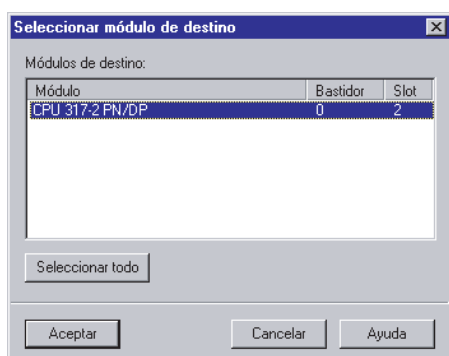 Seleccionar módulo de destino
Módulos de destino:
Módulo Bastidor Slot
CPU 317-2 PN/DP 0 2
Seleccionar todo
Aceptar Cancelar Ayuda